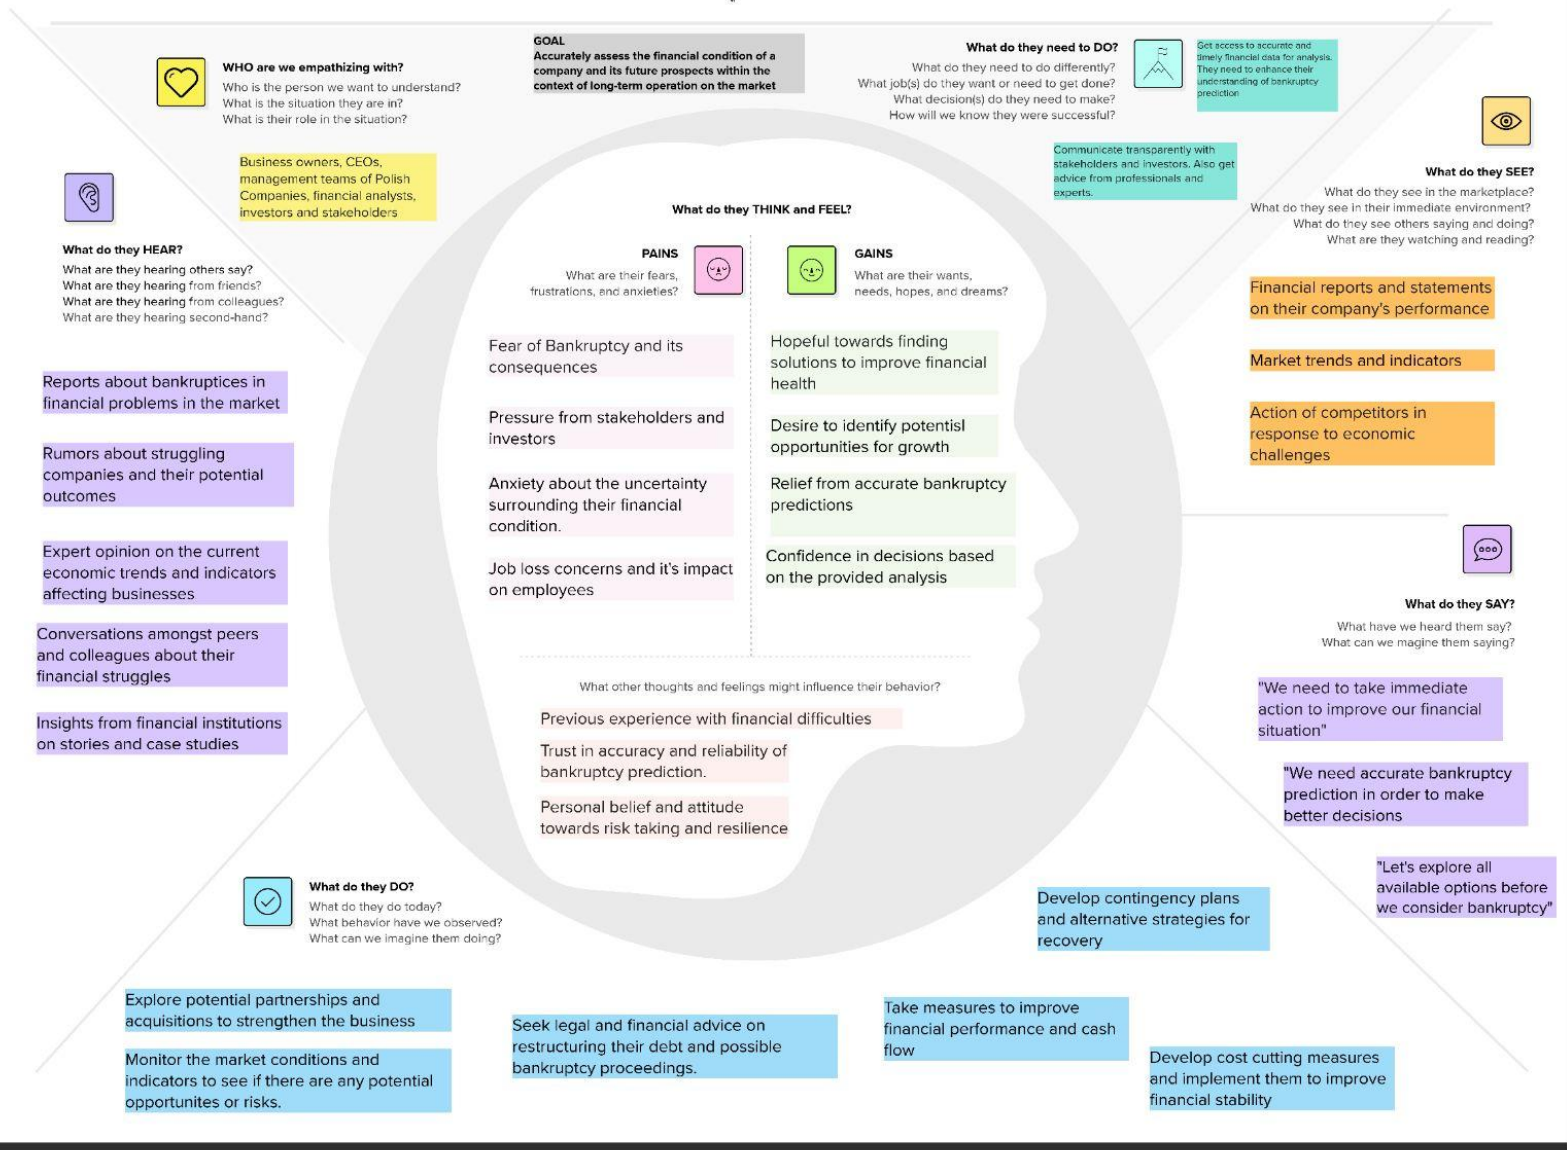 GOAL
Accurately assess the financial condition of a
company and its future prospects within the
context of long-term operation on the market
WHO are we empathizing with?
Who is the person we want to understand?
What is the situation they are in?
What is their role in the situation?
Business owners, CEOs,
management teams of Polish
Companies, financial analysts,
investors and stakeholders
What do they need to DO?
What do they need to do differently?
What job(s) do they want or need to get done?
What decision(s) do they need to make?
How will we know they were successful?
Get access to accurate and
timely financial data for analysis.
They need to enhance their
understanding of bankruptcy
prediction
Communicate transparently with
stakeholders and investors. Also get
advice from professionals and
experts.
What do they SEE?
What do they see in the marketplace?
What do they see in their immediate environment?
What do they see others saying and doing?
What are they watching and reading?
Financial reports and statements
on their company's performance
Market trends and indicators
Action of competitors in
response to economic
challenges
What do they SAY?
What have we heard them say?
What can we magine them saying?
"We need to take immediate
action to improve our financial
situation"
"We need accurate bankruptcy
prediction in order to make
better decisions
"Let's explore all
available options before
we consider bankruptcy"
What do they DO?
What do they do today?
What behavior have we observed?
What can we imagine them doing?
Explore potential partnerships and
acquisitions to strengthen the business
Monitor the market conditions and
indicators to see if there are any potential
opportunites or risks.
Seek legal and financial advice on
restructuring their debt and possible
bankruptcy proceedings.
Take measures to improve
financial performance and cash
flow
Develop contingency plans
and alternative strategies for
recovery
Develop cost cutting measures
and implement them to improve
financial stability
What do they HEAR?
What are they hearing others say?
What are they hearing from friends?
What are they hearing from colleagues?
What are they hearing second-hand?
Reports about bankruptices in
financial problems in the market
Rumors about struggling
companies and their potential
outcomes
Expert opinion on the current
economic trends and indicators
affecting businesses
Conversations amongst peers
and colleagues about their
financial struggles
Insights from financial institutions
on stories and case studies
What do they THINK and FEEL?
PAINS
What are their fears,
frustrations, and anxieties?
Fear of Bankruptcy and its
consequences
Pressure from stakeholders and
investors
Anxiety about the uncertainty
surrounding their financial
condition.
Job loss concerns and it's impact
on employees
GAINS
What are their wants,
needs, hopes, and dreams?
Hopeful towards finding
solutions to improve financial
health
Desire to identify potentisl
opportunities for growth
Relief from accurate bankruptcy
predictions
Confidence in decisions based
on the provided analysis
What other thoughts and feelings might influence their behavior?
Previous experience with financial difficulties
Trust in accuracy and reliability of
bankruptcy prediction.
Personal belief and attitude
towards risk taking and resilience